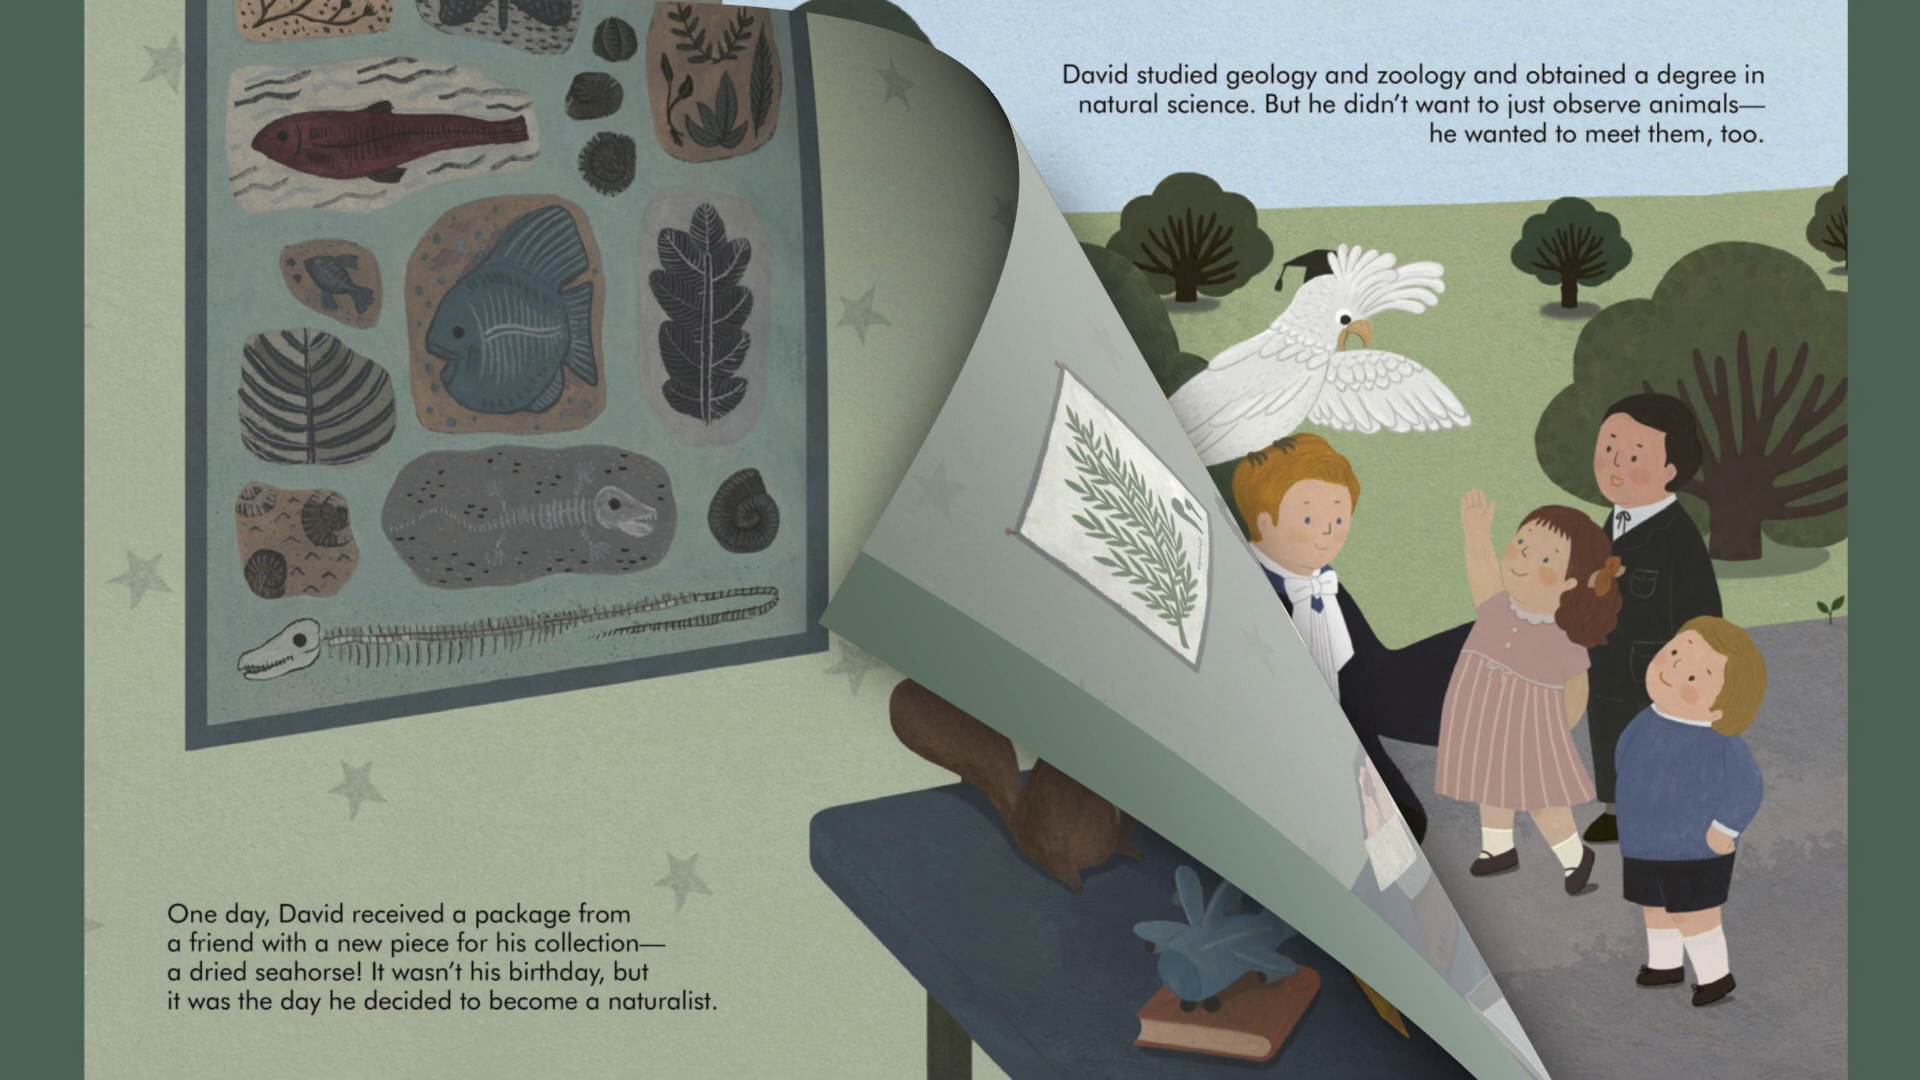 One day, David received a package from
a friend with a new piece for his collection—
a dried seahorse! It wasn't his birthday, but
it was the day he decided to become a naturalist.
David studied geology and zoology and obtained a degree in
natural science. But he didn't want to just observe animals—
he wanted to meet them, too.